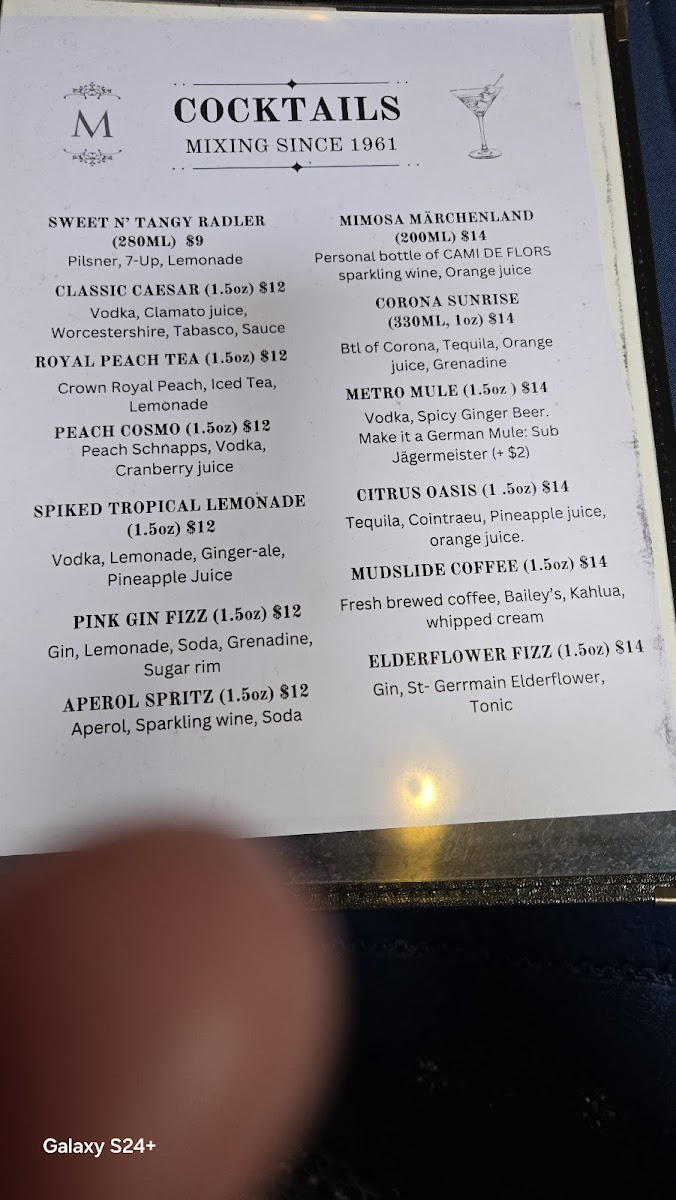 M
COCKTAILS
MIXING SINCE 1961
SWEET N' TANGY RADLER
(280ML) $9
Pilsner, 7-Up, Lemonade
CLASSIC CAESAR (1.5oz) $12
Vodka, Clamato juice,
Worcestershire, Tabasco, Sauce
ROYAL PEACH TEA (1.5oz) $12
Crown Royal Peach, Iced Tea,
Lemonade
PEACH COSMO (1.5oz) $12
Peach Schnapps, Vodka,
Cranberry juice
SPIKED TROPICAL LEMONADE
(1.5oz) $12
Vodka, Lemonade, Ginger-ale,
Pineapple Juice
PINK GIN FIZZ (1.5oz) $12
Gin, Lemonade, Soda, Grenadine,
Sugar rim
APEROL SPRITZ (1.5oz) $12
Aperol, Sparkling wine, Soda
MIMOSA MÄRCHENLAND
(200ML) $14
Personal bottle of CAMI DE FLORS
sparkling wine, Orange juice
CORONA SUNRISE
(330ML, 1oz) $14
Btl of Corona, Tequila, Orange
juice, Grenadine
METRO MULE (1.5oz ) $14
Vodka, Spicy Ginger Beer.
Make it a German Mule: Sub
Jägermeister (+ $2)
CITRUS OASIS (1 .5oz) $14
Tequila, Cointraeu, Pineapple juice,
orange juice.
MUDSLIDE COFFEE (1.5oz) $14
Fresh brewed coffee, Bailey's, Kahlua,
whipped cream
ELDERFLOWER FIZZ (1.5oz) $14
Gin, St- Gerrmain Elderflower,
Tonic
Galaxy S24+